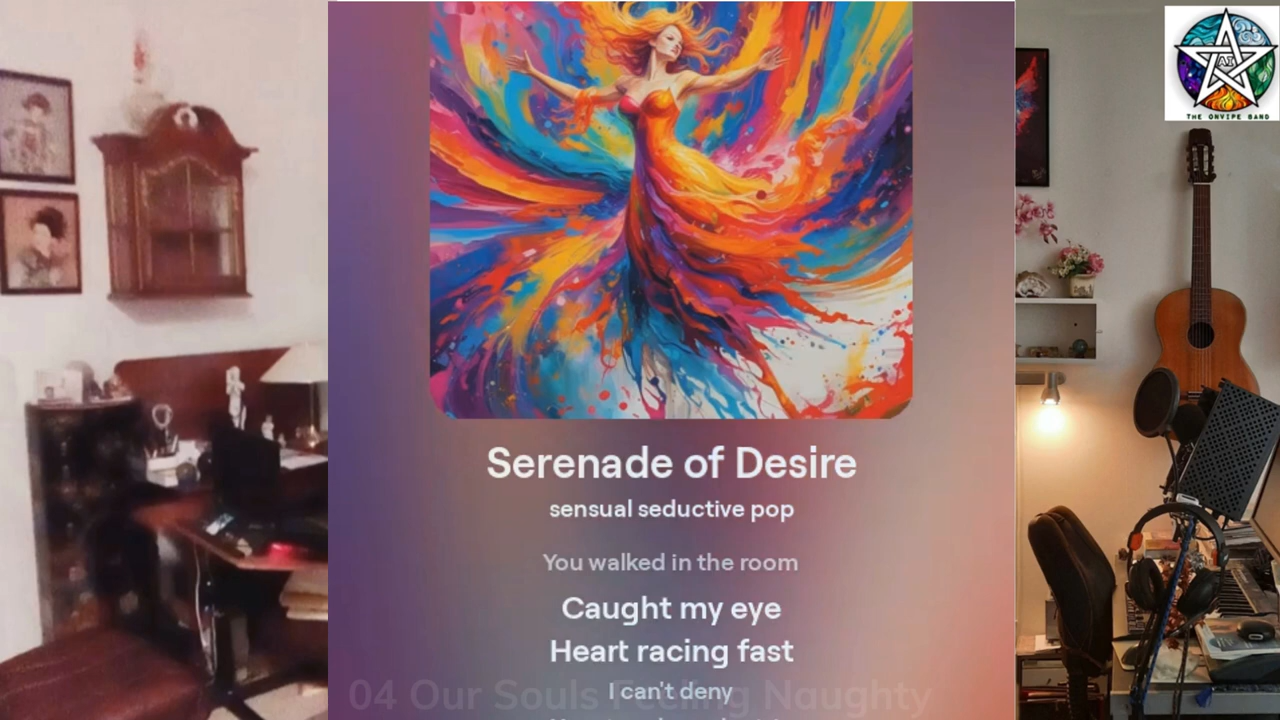 AI
THE ONVIPE BAND
Serenade of Desire
sensual seductive pop
You walked in the room
Caught my eye
Heart racing fast
I can't deny
04 Our Souls Feeling Naughty